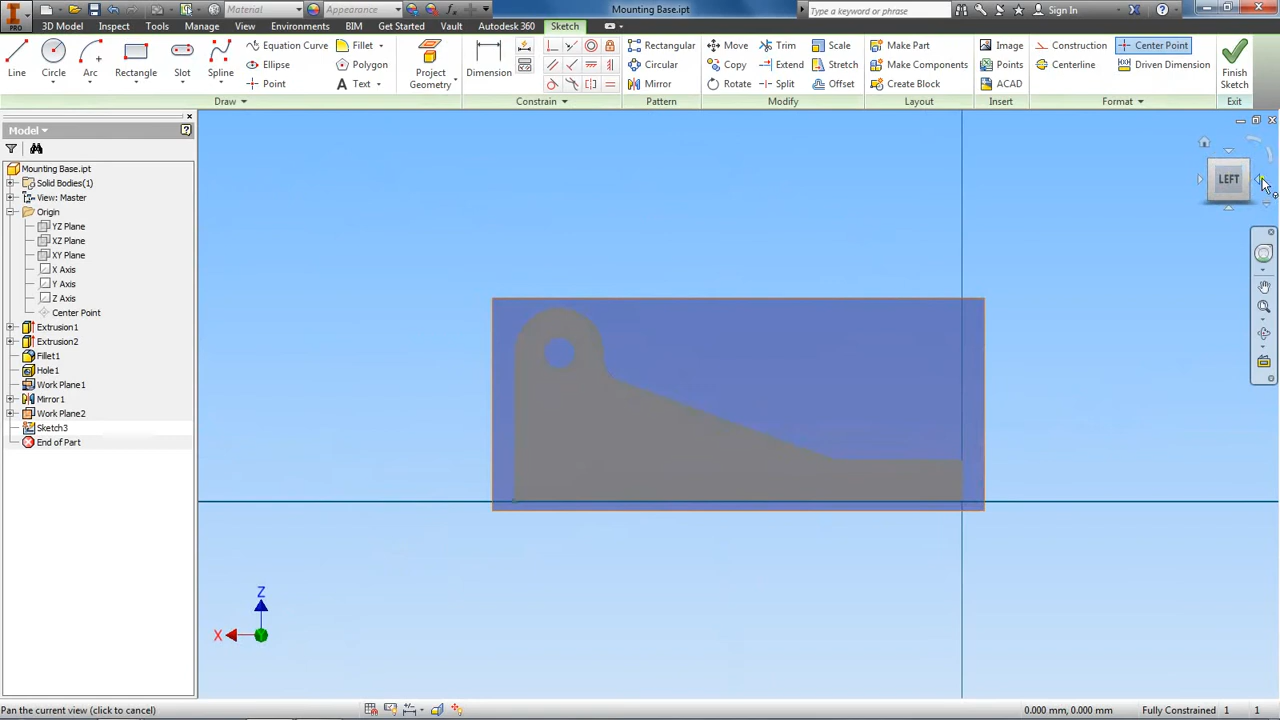 Material
Appearance
Mounting Base.ipt
Type a keyword or phrase
Sign In
PRO
3D Model
Inspect
Tools
Manage
View
Environments
BIM
Get Started
Vault
Autodesk 360
Sketch
Line
Circle
Arc
Rectangle
Slot
Spline
Equation Curve
Ellipse
Point
Fillet
Polygon
Text
Project
Geometry
Dimension
Rectangular
Circular
Mirror
Move
Copy
Rotate
Trim
Extend
Split
Scale
Stretch
Offset
Make Part
Make Components
Create Block
Image
Points
ACAD
Construction
Centerline
Center Point
Driven Dimension
Finish
Sketch
Draw
Constrain
Pattern
Modify
Layout
Insert
Format
Exit
Model
Mounting Base.ipt
Solid Bodies(1)
View: Master
Origin
YZ Plane
XZ Plane
XY Plane
X Axis
Y Axis
Z Axis
Center Point
Extrusion1
Extrusion2
Fillet1
Hole1
Work Plane1
Mirror1
Work Plane2
Sketch3
End of Part
LEFT
Z
X
Pan the current view (click to cancel)
0.000 mm, 0.000 mm
Fully Constrained
1
1